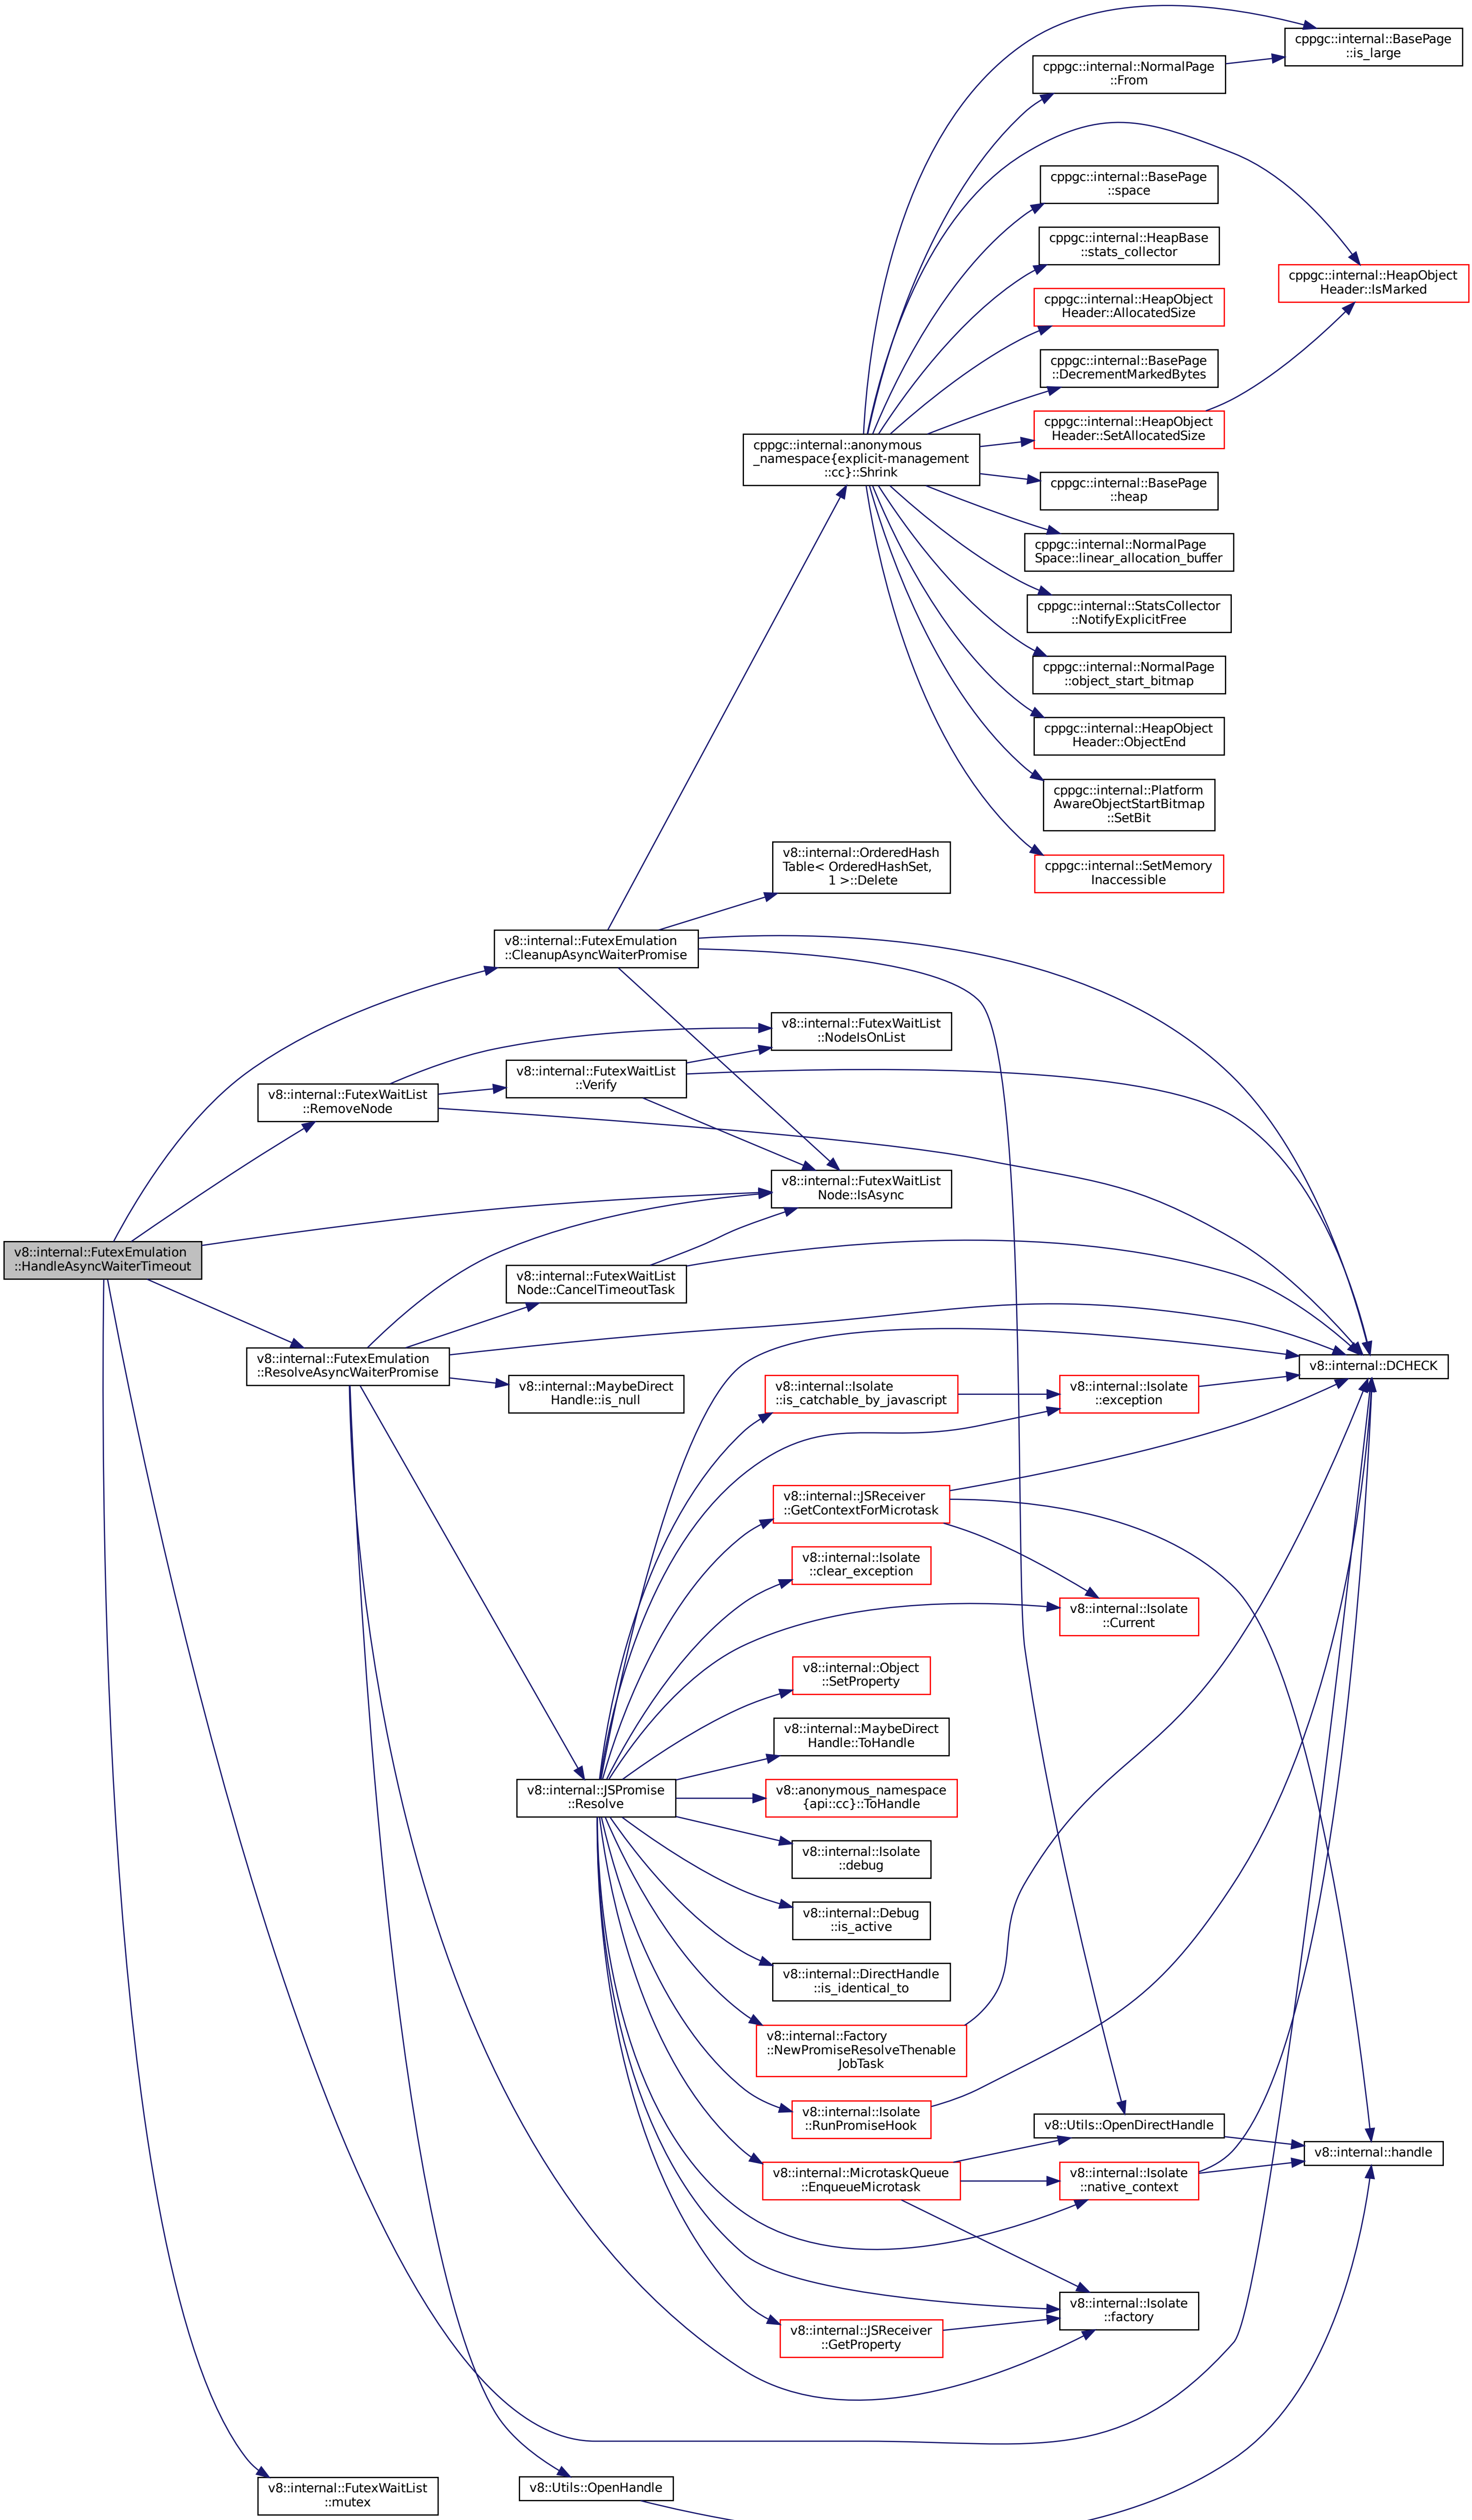 cppgc::internal::BasePage
::is_large
cppgc::internal::NormalPage
::From
cppgc::internal::BasePage
::space
cppgc::internal::HeapBase
::stats_collector
cppgc::internal::HeapObject
Header::IsMarked
cppgc::internal::HeapObject
Header::AllocatedSize
cppgc::internal::BasePage
::DecrementMarkedBytes
cppgc::internal::HeapObject
Header::SetAllocatedSize
cppgc::internal::anonymous
_namespace{explicit-management
::cc}::Shrink
cppgc::internal::BasePage
::heap
cppgc::internal::NormalPage
Space::linear_allocation_buffer
cppgc::internal::StatsCollector
::NotifyExplicitFree
cppgc::internal::NormalPage
::object_start_bitmap
cppgc::internal::HeapObject
Header::ObjectEnd
cppgc::internal::Platform
AwareObjectStartBitmap
::SetBit
cppgc::internal::SetMemory
Inaccessible
v8::internal::OrderedHash
Table< OrderedHashSet,
1 >::Delete
v8::internal::FutexEmulation
::CleanupAsyncWaiterPromise
v8::internal::FutexWaitList
::NodeIsOnList
v8::internal::FutexWaitList
::Verify
v8::internal::FutexWaitList
::RemoveNode
v8::internal::FutexWaitList
Node::IsAsync
v8::internal::FutexEmulation
::HandleAsyncWaiterTimeout
v8::internal::FutexWaitList
Node::CancelTimeoutTask
v8::internal::FutexEmulation
::ResolveAsyncWaiterPromise
v8::internal::DCHECK
v8::internal::MaybeDirect
Handle::is_null
v8::internal::Isolate
::is_catchable_by_javascript
v8::internal::Isolate
::exception
v8::internal::JSReceiver
::GetContextForMicrotask
v8::internal::Isolate
::clear_exception
v8::internal::Isolate
::Current
v8::internal::Object
::SetProperty
v8::internal::MaybeDirect
Handle::ToHandle
v8::internal::JSPromise
::Resolve
v8::anonymous_namespace
{api::cc}::ToHandle
v8::internal::Isolate
::debug
v8::internal::Debug
::is_active
v8::internal::DirectHandle
::is_identical_to
v8::internal::Factory
::NewPromiseResolveThenable
JobTask
v8::internal::Isolate
::RunPromiseHook
v8::Utils::OpenDirectHandle
v8::internal::handle
v8::internal::MicrotaskQueue
::EnqueueMicrotask
v8::internal::Isolate
::native_context
v8::internal::Isolate
::factory
v8::internal::JSReceiver
::GetProperty
v8::internal::FutexWaitList
::mutex
v8::Utils::OpenHandle